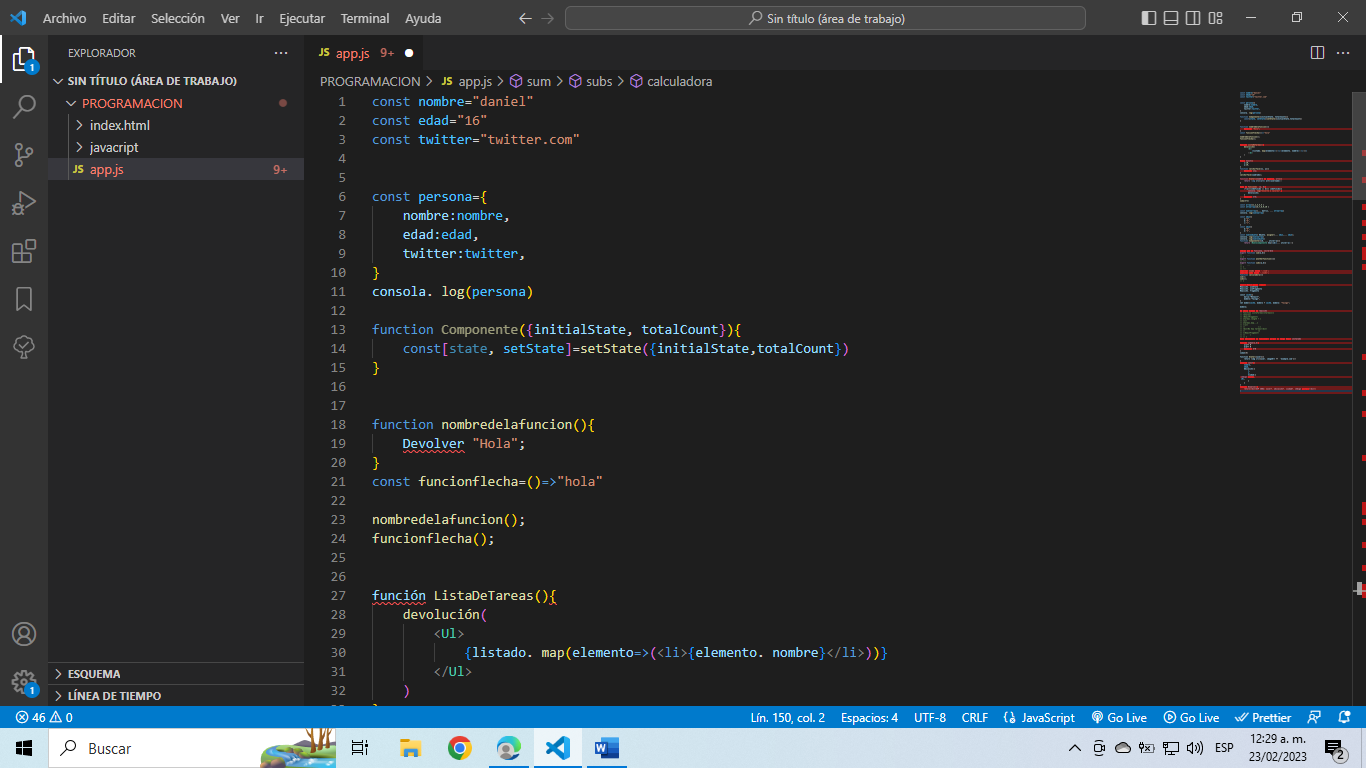 Archivo Editar Selección Ver Ir Ejecutar Terminal Ayuda
Sin título (área de trabajo)
EXPLORADOR
SIN TÍTULO (ÁREA DE TRABAJO)
PROGRAMACION
index.html
javacript
JS app.js 9+
ESQUEMA
LÍNEA DE TIEMPO
1
1
JS app.js 9+
PROGRAMACION > JS app.js > sum > subs > calculadora
1 const nombre="daniel"
2 const edad="16"
3 const twitter="twitter.com"
4
5
6 const persona={
7     nombre:nombre,
8     edad:edad,
9     twitter:twitter,
10 }
11 consola. log(persona)
12
13 function Componente({initialState, totalCount}){
14     const[state, setState]=setState({initialState,totalCount})
15 }
16
17
18 function nombredelafuncion(){
19     Devolver "Hola";
20 }
21 const funcionflecha=()=>"hola"
22
23 nombredelafuncion();
24 funcionflecha();
25
26
27 función ListaDeTareas(){
28     devolución(
29         <Ul>
30             {listado. map(elemento=>(<li>{elemento. nombre}</li>))}
31         </Ul>
32     )
46 0
Lín. 150, col. 2 Espacios: 4 UTF-8 CRLF JavaScript Go Live Go Live Prettier
Buscar
ESP
12:29 a. m.
23/02/2023
2